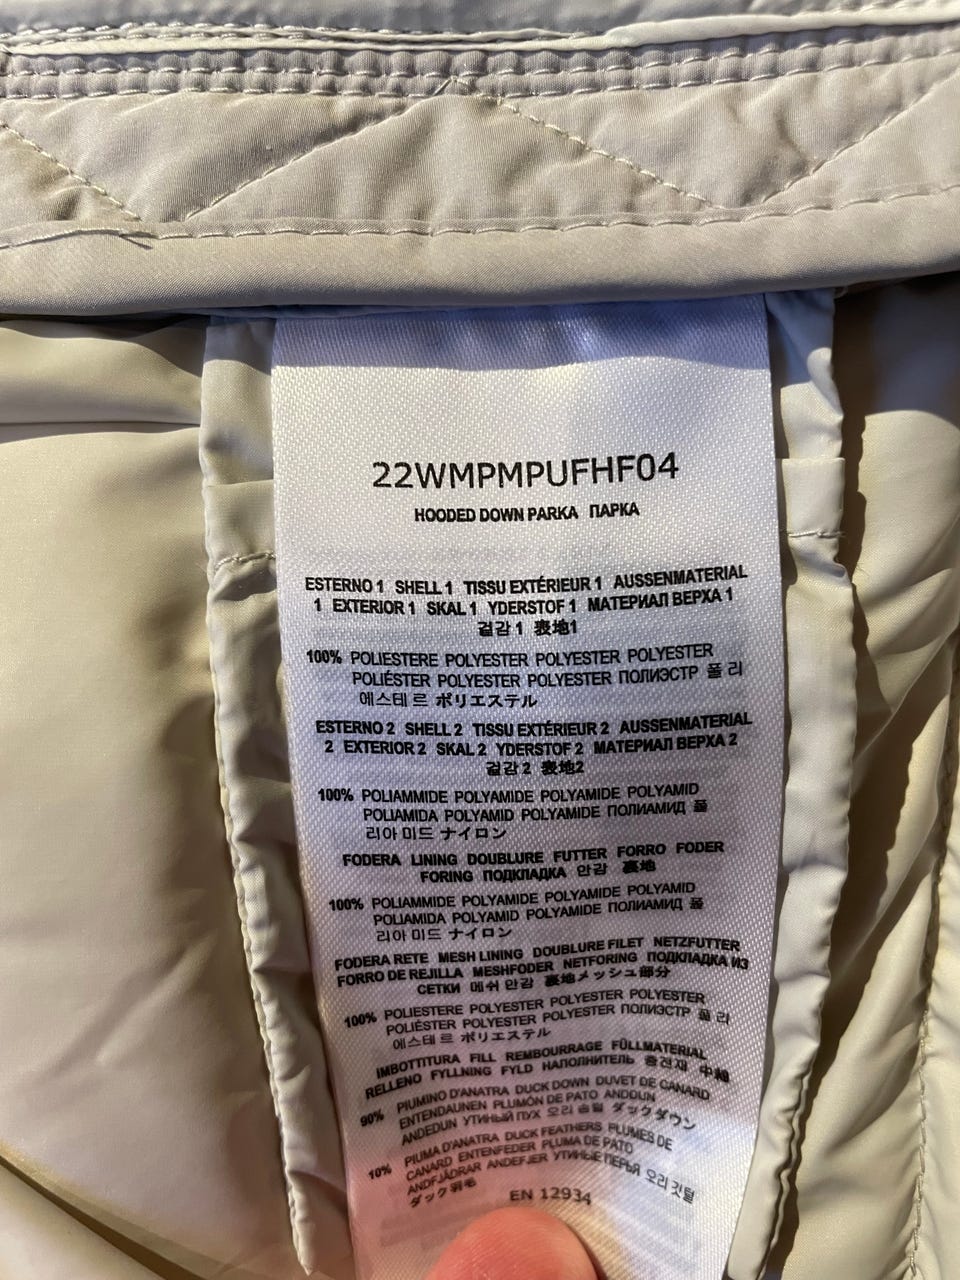 22WMPMPUFHF04
HOODED DOWN PARKA ПАРКА
ESTERNO 1 SHELL 1 TISSU EXTÉRIEUR 1 AUSSENMATERIAL
1 EXTERIOR 1 SKAL 1 YDERSTOF 1 МАТЕРИАЛ ВЕРХА 1
겉감 1 表地1
100% POLIESTERE POLYESTER POLYESTER POLYESTER
POLIÉSTER POLYESTER POLYESTER ПОЛИЭСТР 폴 리
에스테 르 ポリエステル
ESTERNO 2 SHELL 2 TISSU EXTÉRIEUR 2 AUSSENMATERIAL
2 EXTERIOR 2 SKAL 2 YDERSTOF 2 МАТЕРИАЛ ВЕРХА 2
겉감 2 表地2
100% POLIAMMIDE POLYAMIDE POLYAMIDE POLYAMID
POLIAMIDA POLYAMID POLYAMIDE ПОЛИАМИД 폴
리아 미드 ナイロン
FODERA LINING DOUBLURE FUTTER FORRO FODER
FORING ПОДКЛАДКА 안감 裏地
100% POLIAMMIDE POLYAMIDE POLYAMIDE POLYAMID
POLIAMIDA POLYAMID POLYAMIDE ПОЛИАМИД 폴
리아 미드 ナイロン
FODERA RETE MESH LINING DOUBLURE FILET NETZFUTTER
FORRO DE REJILLA MESHFODER NETFORING ПОДКЛАДКА ИЗ
СЕТКИ 메쉬 안감 裏地メッシュ部分
100% POLIESTERE POLYESTER POLYESTER POLYESTER
POLIÉSTER POLYESTER POLYESTER ПОЛИЭСТР 폴 리
에스테 르 ポリエステル
IMBOTTITURA FILL REMBOURRAGE FÜLLMATERIAL
RELLENO FYLLNING FYLD НАПОЛНИТЕЛЬ 충전재 中綿
90% PIUMINO D'ANATRA DUCK DOWN DUVET DE CANARD
ENTENDAUNEN PLUMÓN DE PATO ANDDUN
ANDEDUN УТИНЫЙ ПУХ 오리 솜털 ダックダウン
10% PIUMA D'ANATRA DUCK FEATHERS PLUMES DE
CANARD ENTENFEDER PLUMA DE PATO
ANDFJÄDRAR ANDEFJER УТИНЫЕ ПЕРЬЯ 오리 깃털
ダック羽毛
EN 12934